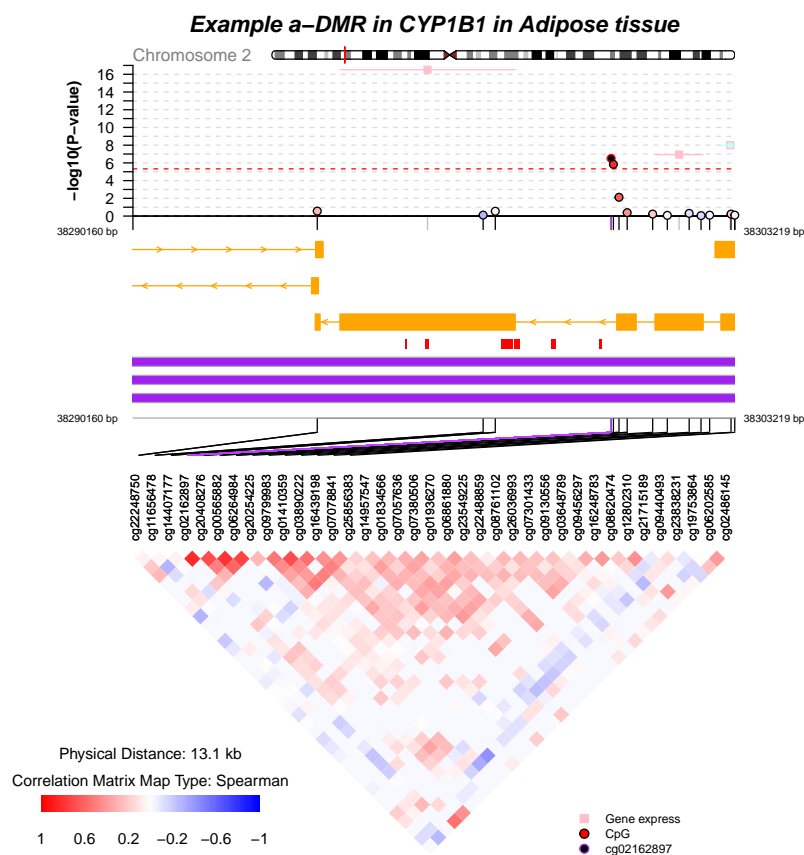 Example a−DMR in CYP1B1 in Adipose tissue
Chromosome 2
−log10(P−value)
16
14
12
10
8
6
4
2
0
38290160 bp
38303219 bp
38290160 bp
38303219 bp
cg22248750
cg11656478
cg14407177
cg02162897
cg20408276
cg00565882
cg06264984
cg20254225
cg09799983
cg01410359
cg03890222
cg16439198
cg07078841
cg25856383
cg14957547
cg01834566
cg07057636
cg07380506
cg01936270
cg06861880
cg23549225
cg22488859
cg08761102
cg26036993
cg07301433
cg09130556
cg03648789
cg09456297
cg16248783
cg08620474
cg12802310
cg21715189
cg09440493
cg23838231
cg19753864
cg06202585
cg02486145
Physical Distance: 13.1 kb
Correlation Matrix Map Type: Spearman
1 0.6 0.2 −0.2 −0.6 −1
Gene express
CpG
cg02162897